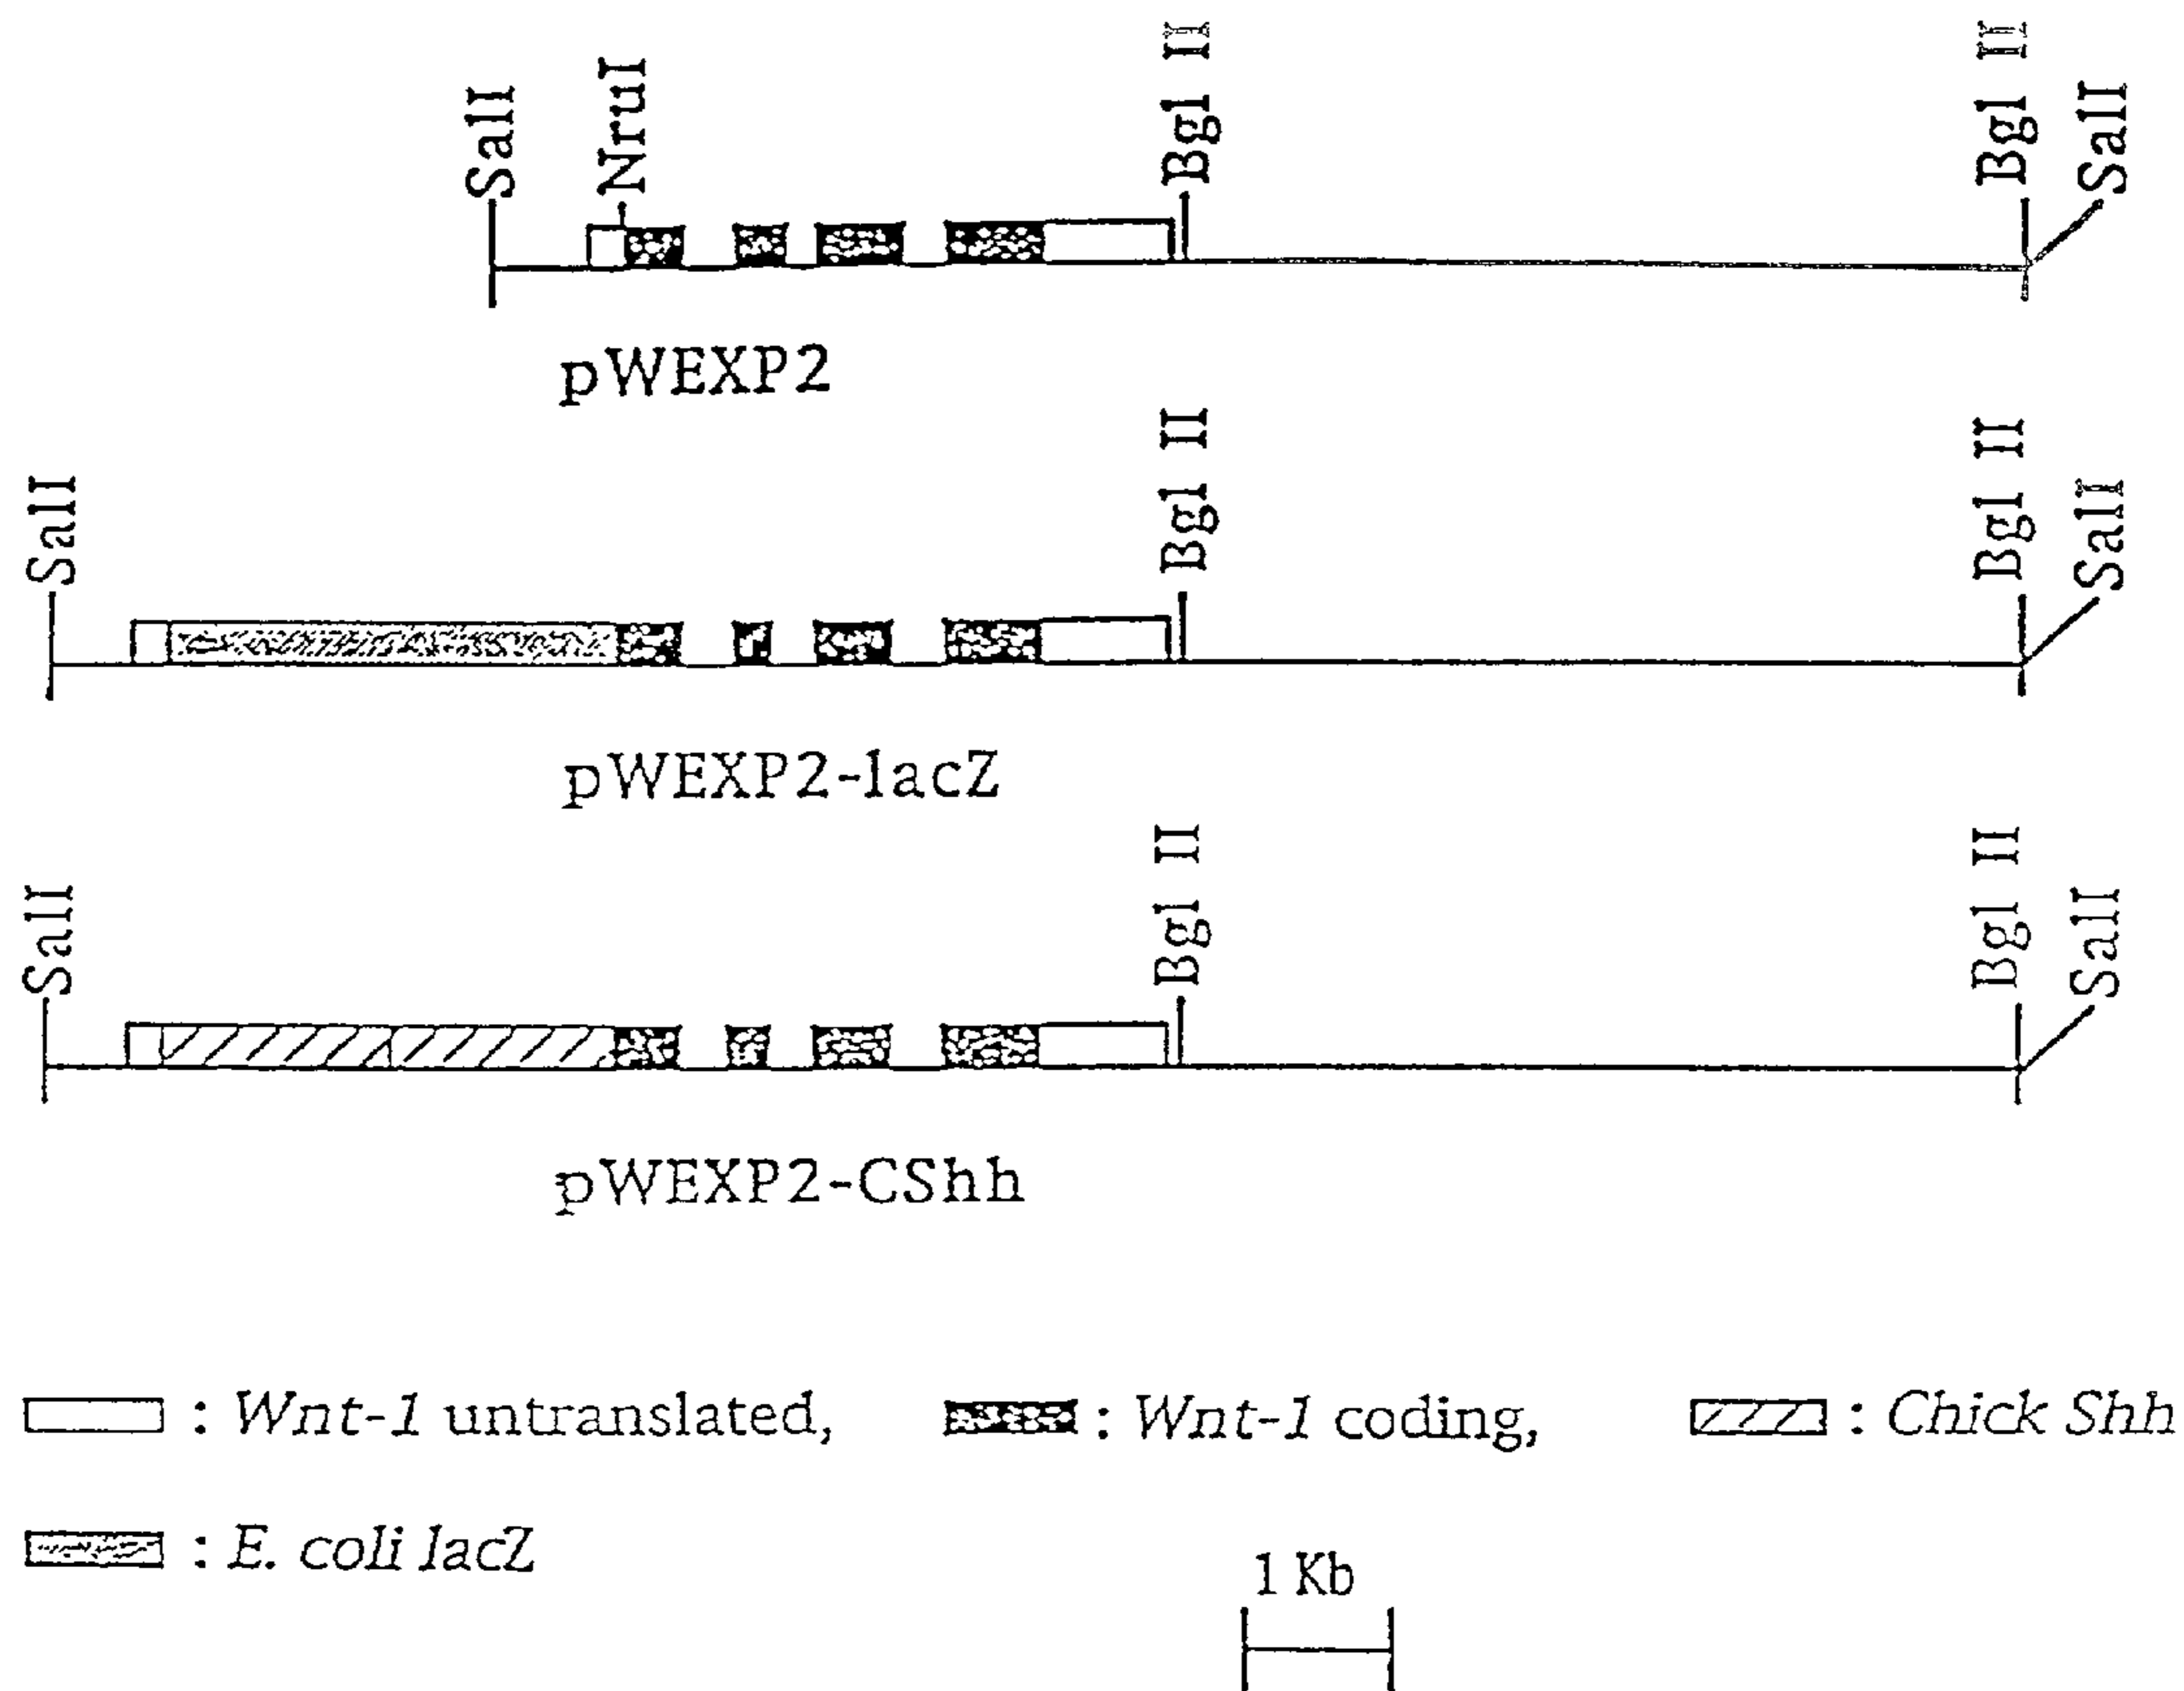 SalI
NruI
Bgl II
Bgl II
SalI
pWEXP2
SalI
Bgl II
Bgl II
SalI
pWEXP2-lacZ
SalI
Bgl II
Bgl II
SalI
pWEXP2-CShh
: Wnt-1 untranslated,
: Wnt-1 coding,
: Chick Shh
: E. coli lacZ
1 Kb